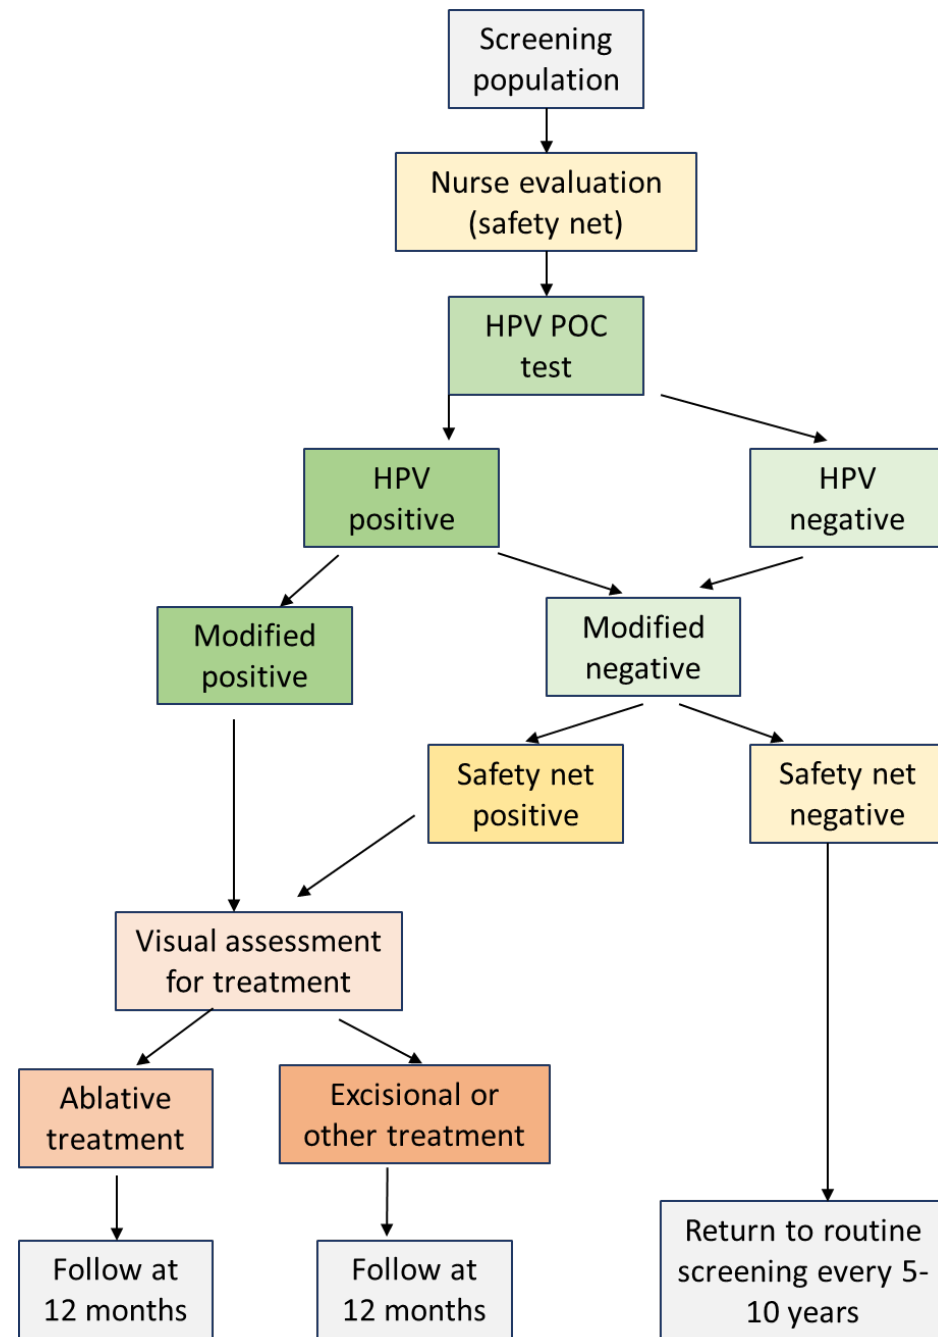 Screening
population
Nurse evaluation
(safety net)
HPV POC
test
HPV
positive
HPV
negative
Modified
positive
Modified
negative
Safety net
positive
Safety net
negative
Visual assessment
for treatment
Ablative
treatment
Excisional or
other treatment
Follow at
12 months
Follow at
12 months
Return to routine
screening every 5-
10 years